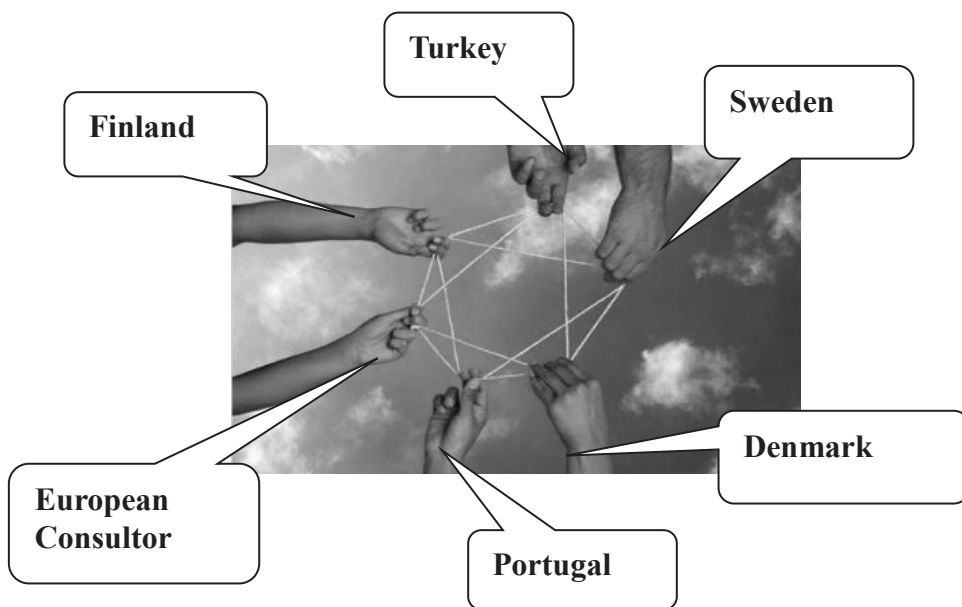 Turkey
Sweden
Finland
Denmark
European
Consultor
Portugal